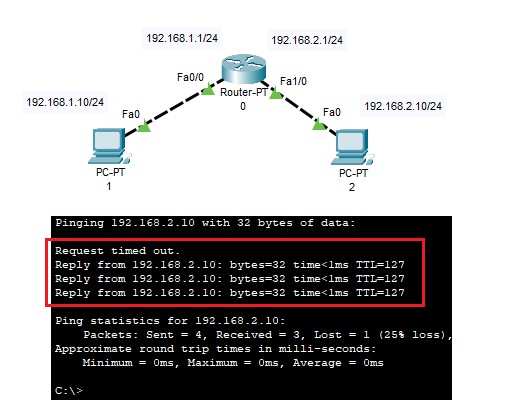 192.168.1.1/24
192.168.2.1/24
Fa0/0
Router-PT
0
Fa1/0
192.168.1.10/24
Fa0
Fa0
192.168.2.10/24
PC-PT
1
PC-PT
2
Pinging 192.168.2.10 with 32 bytes of data:
Request timed out.
Reply from 192.168.2.10: bytes=32 time<1ms TTL=127
Reply from 192.168.2.10: bytes=32 time<1ms TTL=127
Reply from 192.168.2.10: bytes=32 time<1ms TTL=127
Ping statistics for 192.168.2.10:
Packets: Sent = 4, Received = 3, Lost = 1 (25% loss),
Approximate round trip times in milli-seconds:
Minimum = 0ms, Maximum = 0ms, Average = 0ms
C:\>